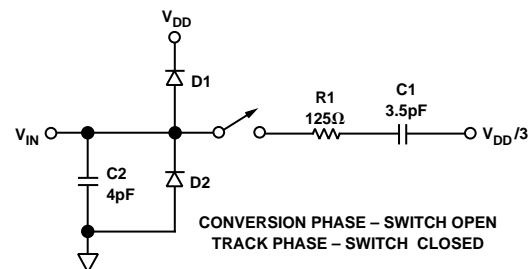 VDD
D1
R1
125Ω
C1
3.5pF
VIN
VDD/3
C2
4pF
D2
CONVERSION PHASE – SWITCH OPEN
TRACK PHASE – SWITCH CLOSED